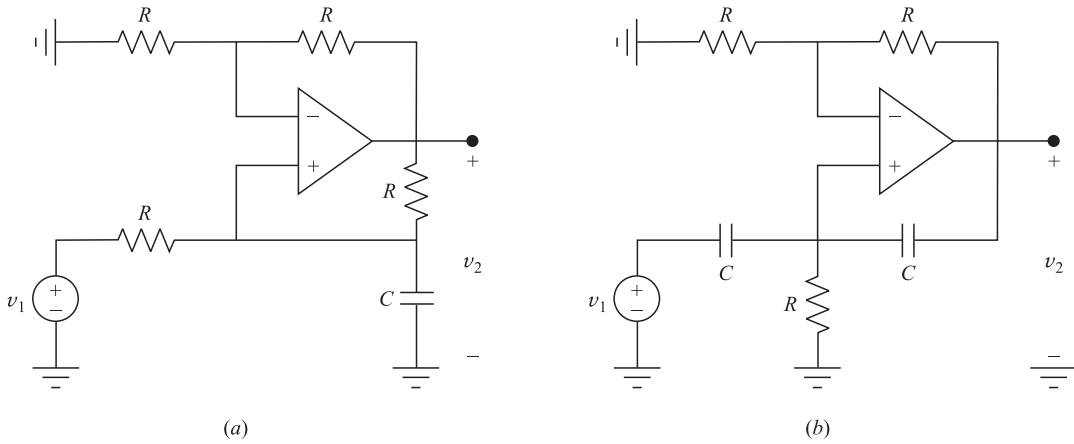 R R R R
− −
+ + + +
R
R
v₂ v₂
+ + 
v₁ − C v₁ − C C
R
− −
(a) (b)